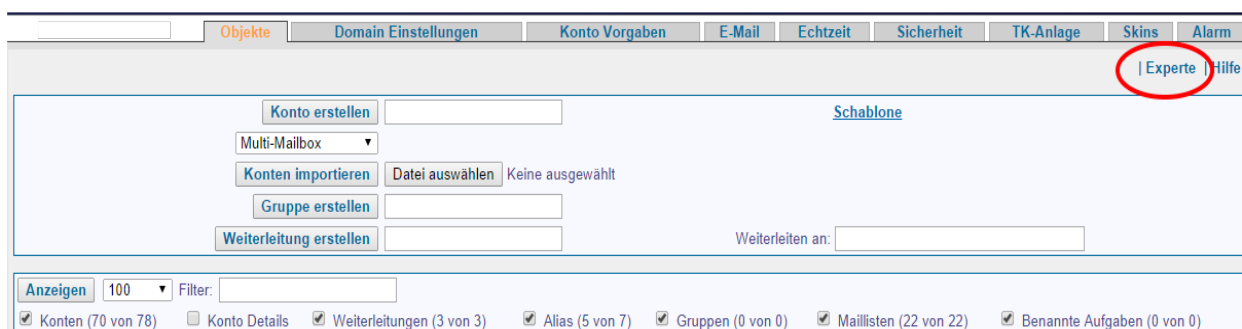 Objekte Domain Einstellungen Konto Vorgaben E-Mail Echtzeit Sicherheit TK-Anlage Skins Alarm
| Experte | Hilfe
Konto erstellen Schablone
Multi-Mailbox
Konten importieren Datei auswählen Keine ausgewählt
Gruppe erstellen
Weiterleitung erstellen Weiterleiten an:
Anzeigen 100 Filter:
Konten (70 von 78) Konto Details Weiterleitungen (3 von 3) Alias (5 von 7) Gruppen (0 von 0) Maillisten (22 von 22) Benannte Aufgaben (0 von 0)